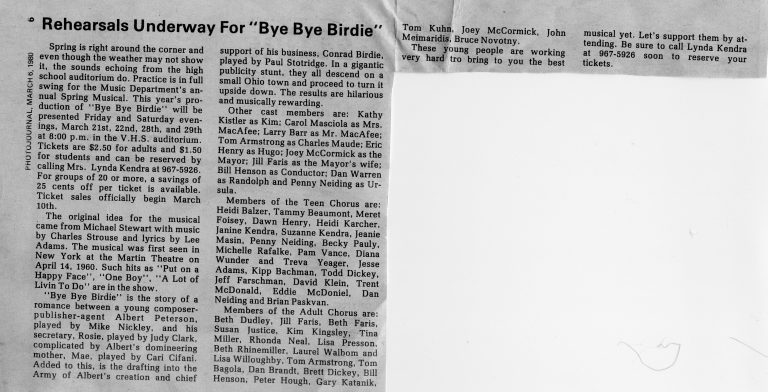 6
PHOTOJOURNAL, MARCH 6, 1980
Rehearsals Underway For "Bye Bye Birdie"
Spring is right around the corner and
even though the weather may not show
it, the sounds echoing from the high
school auditorium do. Practice is in full
swing for the Music Department's an-
nual Spring Musical. This year's pro-
duction of "Bye Bye Birdie" will be
presented Friday and Saturday even-
ings, March 21st, 22nd, 28th, and 29th
at 8:00 p.m. in the V.H.S. auditorium.
Tickets are $2.50 for adults and $1.50
for students and can be reserved by
calling Mrs. Lynda Kendra at 967-5926.
For groups of 20 or more, a savings of
25 cents off per ticket is available.
Ticket sales officially begin March
10th.
The original idea for the musical
came from Michael Stewart with music
by Charles Strouse and lyrics by Lee
Adams. The musical was first seen in
New York at the Martin Theatre on
April 14, 1960. Such hits as "Put on a
Happy Face", "One Boy", "A Lot of
Livin To Do" are in the show.
"Bye Bye Birdie" is the story of a
romance between a young composer-
publisher-agent Albert Peterson,
played by Mike Nickley, and his
secretary, Rosie, played by Judy Clark,
complicated by Albert's domineering
mother, Mae, played by Cari Cifani.
Added to this, is the drafting into the
Army of Albert's creation and chief
support of his business, Conrad Birdie,
played by Paul Stotridge. In a gigantic
publicity stunt, they all descend on a
small Ohio town and proceed to turn it
upside down. The results are hilarious
and musically rewarding.
Other cast members are: Kathy
Kistler as Kim; Carol Masciola as Mrs.
MacAfee; Larry Barr as Mr. MacAfee;
Tom Armstrong as Charles Maude; Eric
Henry as Hugo; Joey McCormick as the
Mayor; Jill Faris as the Mayor's wife;
Bill Henson as Conductor; Dan Warren
as Randolph and Penny Neiding as Ur-
sula.
Members of the Teen Chorus are:
Heidi Balzer, Tammy Beaumont, Meret
Foisey, Dawn Henry, Heidi Karcher,
Janine Kendra, Suzanne Kendra, Jeanie
Masin, Penny Neiding, Becky Pauly,
Michelle Rafalke, Pam Vance, Diana
Wunder and Treva Yeager, Jesse
Adams, Kipp Bachman, Todd Dickey,
Jeff Farschman, David Klein, Trent
McDonald, Eddie McDoniel, Dan
Neiding and Brian Paskvan.
Members of the Adult Chorus are:
Beth Dudley, Jill Faris, Beth Faris,
Susan Justice, Kim Kingsley, Tina
Miller, Rhonda Neal, Lisa Presson,
Beth Rhinemiller, Laurel Walbom and
Lisa Willoughby, Tom Armstrong, Tom
Bagola, Dan Brandt, Brett Dickey, Bill
Henson, Peter Hough, Gary Katanik,
Tom Kuhn, Joey McCormick, John
Meimaridis, Bruce Novotny.
These young people are working
very hard tro bring to you the best
musical yet. Let's support them by at-
tending. Be sure to call Lynda Kendra
at 967-5926 soon to reserve your
tickets.